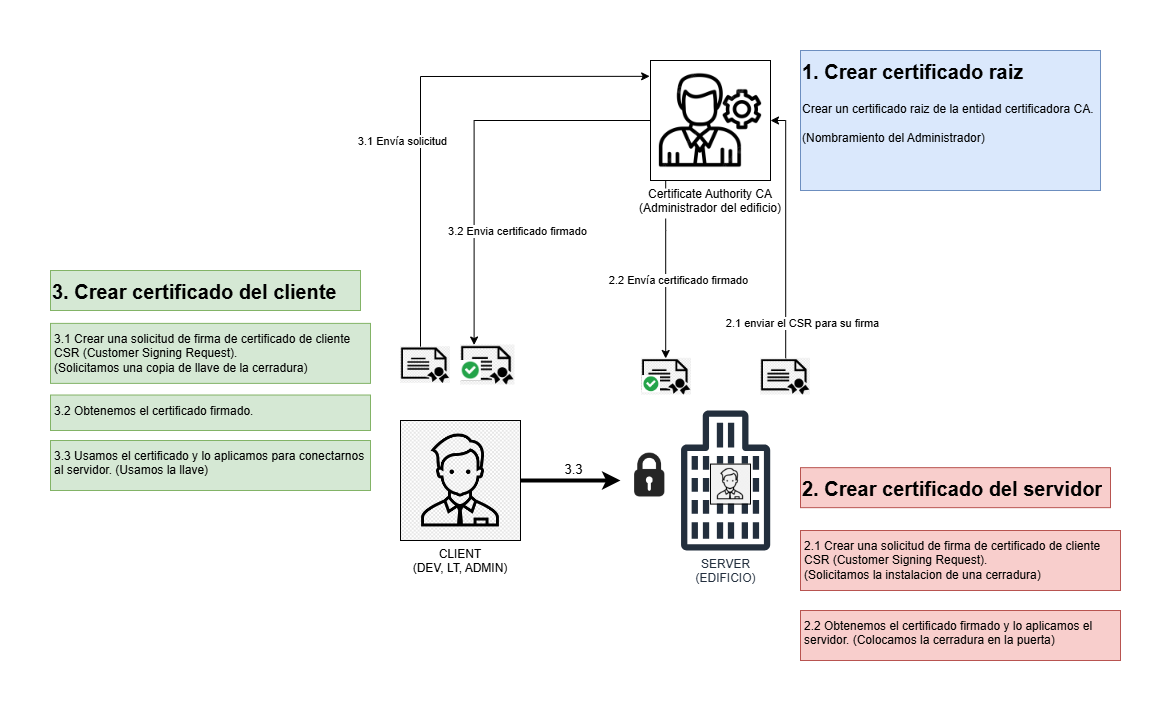 1. Crear certificado raiz
Crear un certificado raiz de la entidad certificadora CA.
(Nombramiento del Administrador)
3.1 Envía solicitud
Certificate Authority CA
(Administrador del edificio)
3.2 Envia certificado firmado
2.2 Envía certificado firmado
2.1 enviar el CSR para su firma
3. Crear certificado del cliente
3.1 Crear una solicitud de firma de certificado de cliente
CSR (Customer Signing Request).
(Solicitamos una copia de llave de la cerradura)
3.2 Obtenemos el certificado firmado.
3.3 Usamos el certificado y lo aplicamos para conectarnos
al servidor. (Usamos la llave)
3.3
CLIENT
(DEV, LT, ADMIN)
SERVER
(EDIFICIO)
2. Crear certificado del servidor
2.1 Crear una solicitud de firma de certificado de cliente
CSR (Customer Signing Request).
(Solicitamos la instalacion de una cerradura)
2.2 Obtenemos el certificado firmado y lo aplicamos el
servidor. (Colocamos la cerradura en la puerta)